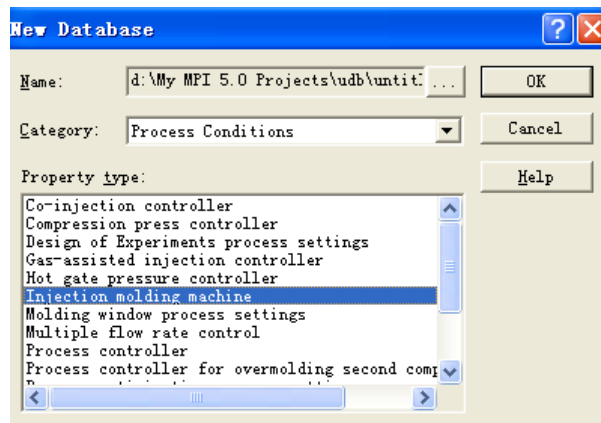 New Database
Name: d:\My MPI 5.0 Projects\udb\untit: ... OK
Category: Process Conditions Cancel
Property type: Help
Co-injection controller
Compression press controller
Design of Experiments process settings
Gas-assisted injection controller
Hot gate pressure controller
Injection molding machine
Molding window process settings
Multiple flow rate control
Process controller
Process controller for overmolding second comp